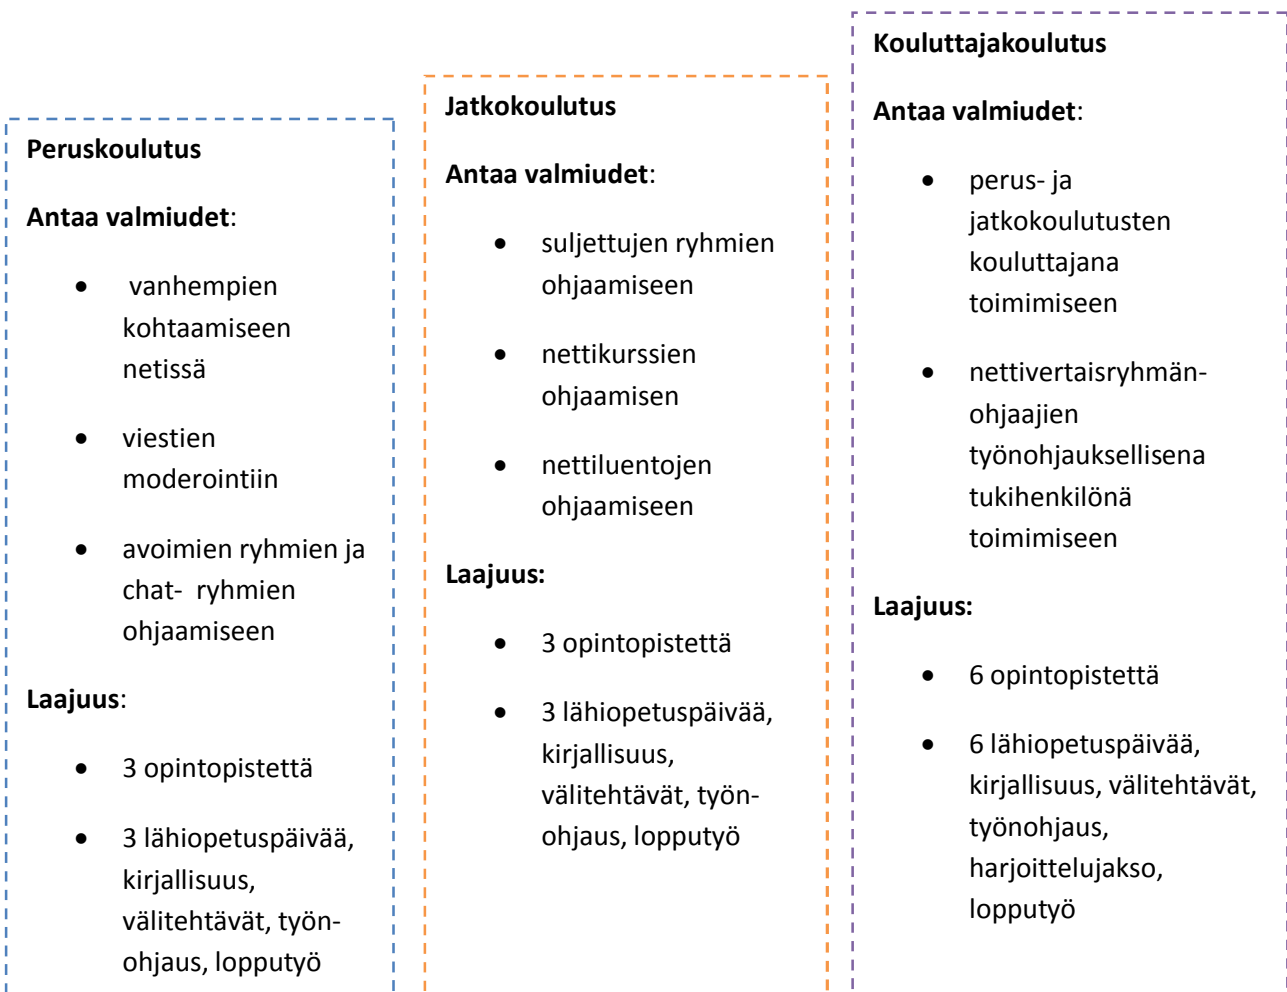 Peruskoulutus
Antaa valmiudet:
• vanhempien
kohtaamiseen
netissä
• viestien
moderointiin
• avoimien ryhmien ja
chat- ryhmien
ohjaamiseen
Laajuus:
• 3 opintopistettä
• 3 lähiopetuspäivää,
kirjallisuus,
välitehtävät, työn-
ohjaus, lopputyö
Jatkokoulutus
Antaa valmiudet:
• suljettujen ryhmien
ohjaamiseen
• nettikurssien
ohjaamisen
• nettiluentojen
ohjaamiseen
Laajuus:
• 3 opintopistettä
• 3 lähiopetuspäivää,
kirjallisuus,
välitehtävät, työn-
ohjaus, lopputyö
Kouluttajakoulutus
Antaa valmiudet:
• perus- ja
jatkokoulutusten
kouluttajana
toimimiseen
• nettivertaisryhmän-
ohjaajien
työnohjauksellisena
tukihenkilönä
toimimiseen
Laajuus:
• 6 opintopistettä
• 6 lähiopetuspäivää,
kirjallisuus, välitehtävät,
työnohjaus,
harjoittelujakso,
lopputyö